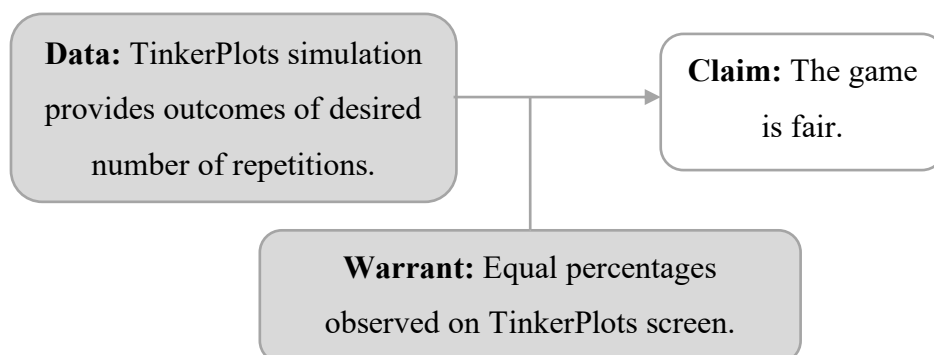 Data: TinkerPlots simulation
provides outcomes of desired
number of repetitions.
Claim: The game
is fair.
Warrant: Equal percentages
observed on TinkerPlots screen.